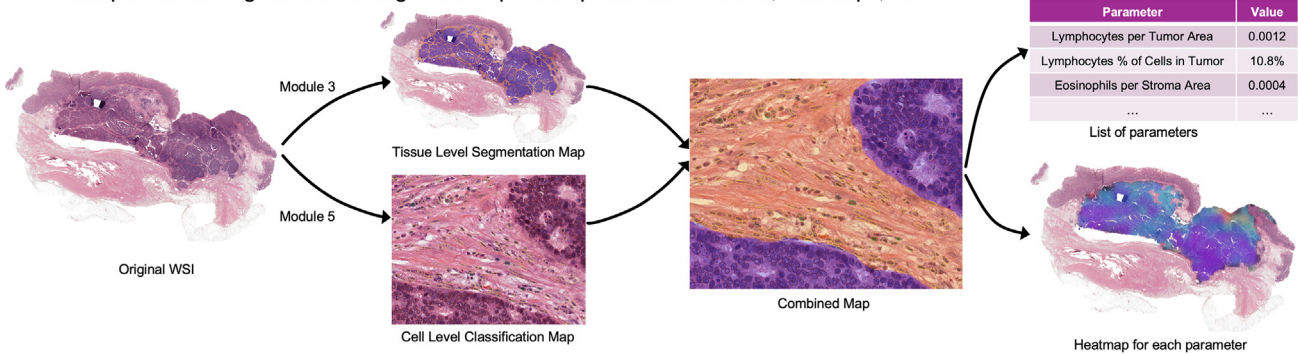 Parameter Value
Lymphocytes per Tumor Area 0.0012
Lymphocytes % of Cells in Tumor 10.8%
Eosinophils per Stroma Area 0.0004
... ...
List of parameters
Module 3
Tissue Level Segmentation Map
Module 5
Original WSI
Cell Level Classification Map
Combined Map
Heatmap for each parameter